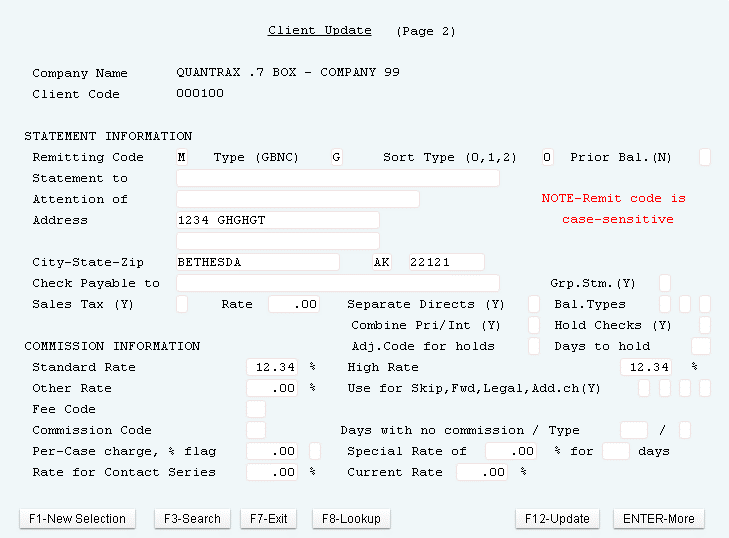 Client Update (Page 2)
Company Name QUANTRAX .7 BOX - COMPANY 99
Client Code 000100
STATEMENT INFORMATION
Remitting Code M Type (GBNC) G Sort Type (0,1,2) 0 Prior Bal.(N)
Statement to
Attention of NOTE-Remit code is
Address 1234 GHGHGT case-sensitive
City-State-Zip BETHESDA AK 22121
Check Payable to Grp.Stm.(Y)
Sales Tax (Y) Rate .00 Separate Directs (Y) Bal.Types
Combine Pri/Int (Y) Hold Checks (Y)
COMMISSION INFORMATION Adj.Code for holds Days to hold
Standard Rate 12.34 % High Rate 12.34 %
Other Rate .00 % Use for Skip,Fwd,Legal,Add.ch(Y)
Fee Code
Commission Code Days with no commission / Type /
Per-Case charge, % flag .00 Special Rate of .00 % for days
Rate for Contact Series .00 % Current Rate .00 %
F1-New Selection F3-Search F7-Exit F8-Lookup F12-Update ENTER-More